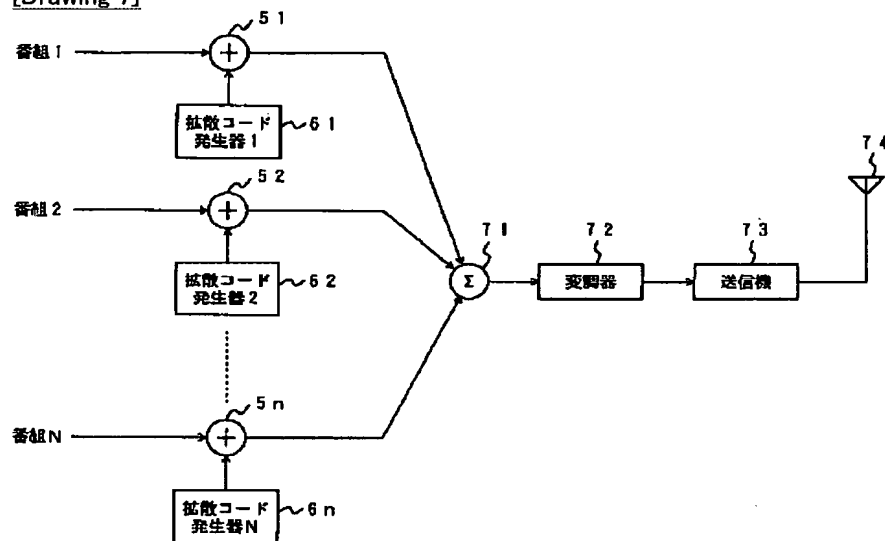 [Drawing 7]
番組1
51
拡散コード
発生器1
61
番組2
52
拡散コード
発生器2
62
71
Σ
72
変調器
73
送信機
74
番組N
5n
拡散コード
発生器N
6n